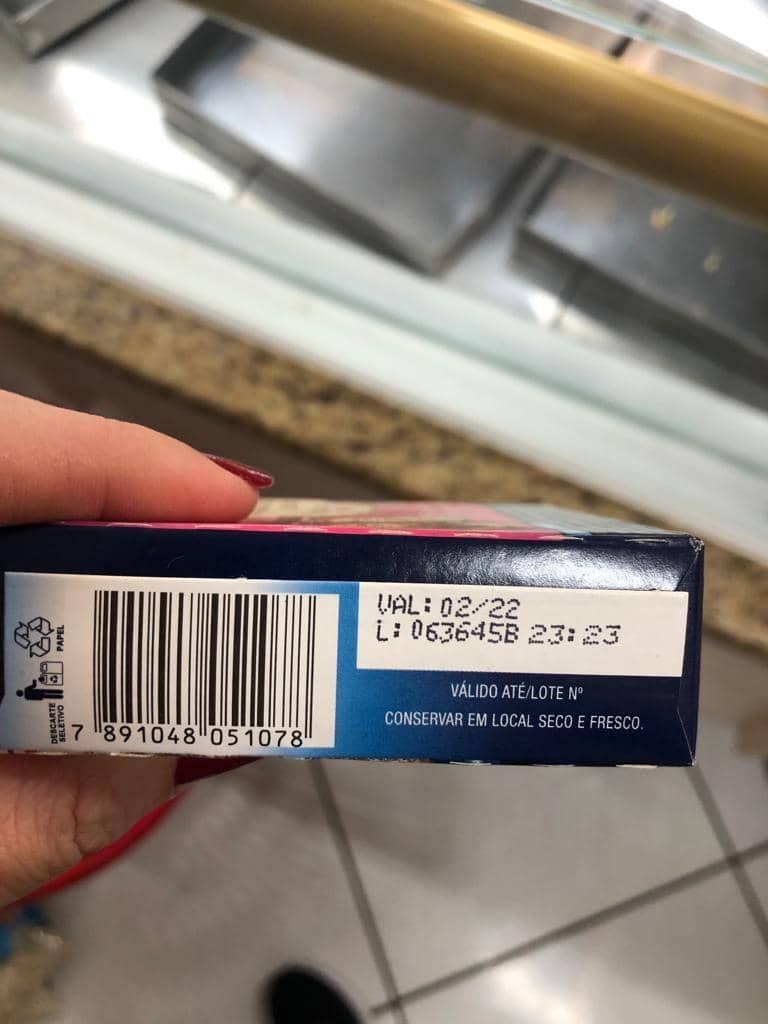 VAL: 02/22
L: 063645B 23:23
VÁLIDO ATÉ/LOTE Nº
CONSERVAR EM LOCAL SECO E FRESCO.
PAPEL
DESCARTE
SELETIVO
7 891048 051078